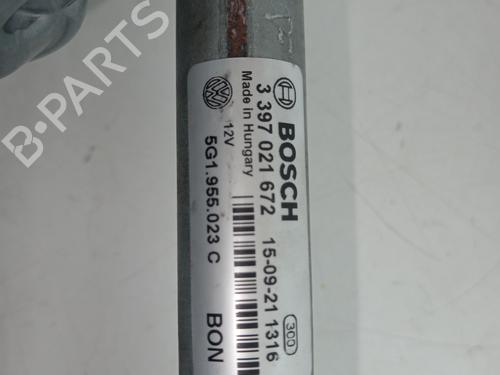 BOSCH
3 397 021 672
15-09-21 1316
Made in Hungary
300
12V
5G1.955.023 C
BON
B-PARTS